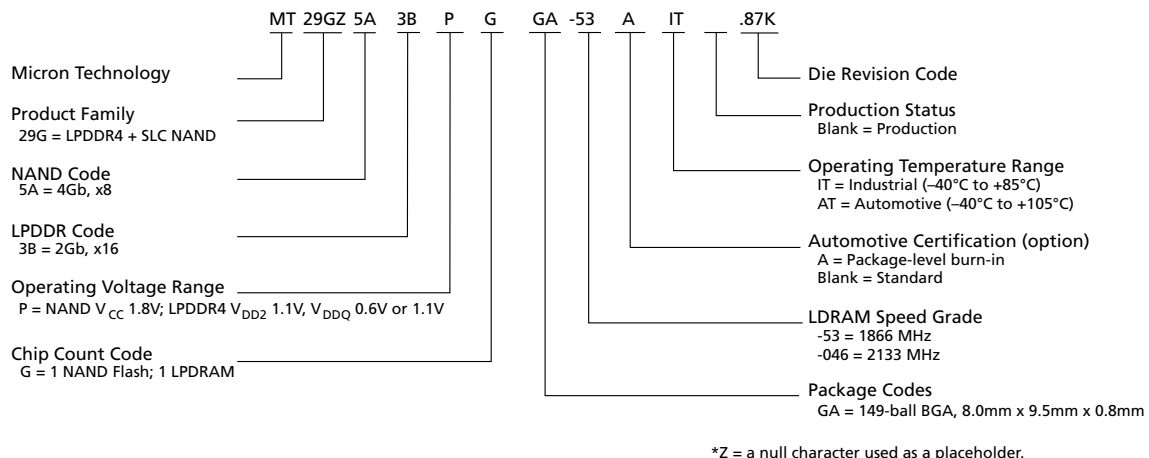 MT 29GZ 5A 3B P G GA -53 A IT .87K
Micron Technology
Product Family
29G = LPDDR4 + SLC NAND
NAND Code
5A = 4Gb, x8
LPDDR Code
3B = 2Gb, x16
Operating Voltage Range
P = NAND VCC 1.8V; LPDDR4 VDD2 1.1V, VDDQ 0.6V or 1.1V
Chip Count Code
G = 1 NAND Flash; 1 LPDRAM
Die Revision Code
Production Status
Blank = Production
Operating Temperature Range
IT = Industrial (–40°C to +85°C)
AT = Automotive (–40°C to +105°C)
Automotive Certification (option)
A = Package-level burn-in
Blank = Standard
LDRAM Speed Grade
-53 = 1866 MHz
-046 = 2133 MHz
Package Codes
GA = 149-ball BGA, 8.0mm x 9.5mm x 0.8mm
*Z = a null character used as a placeholder.